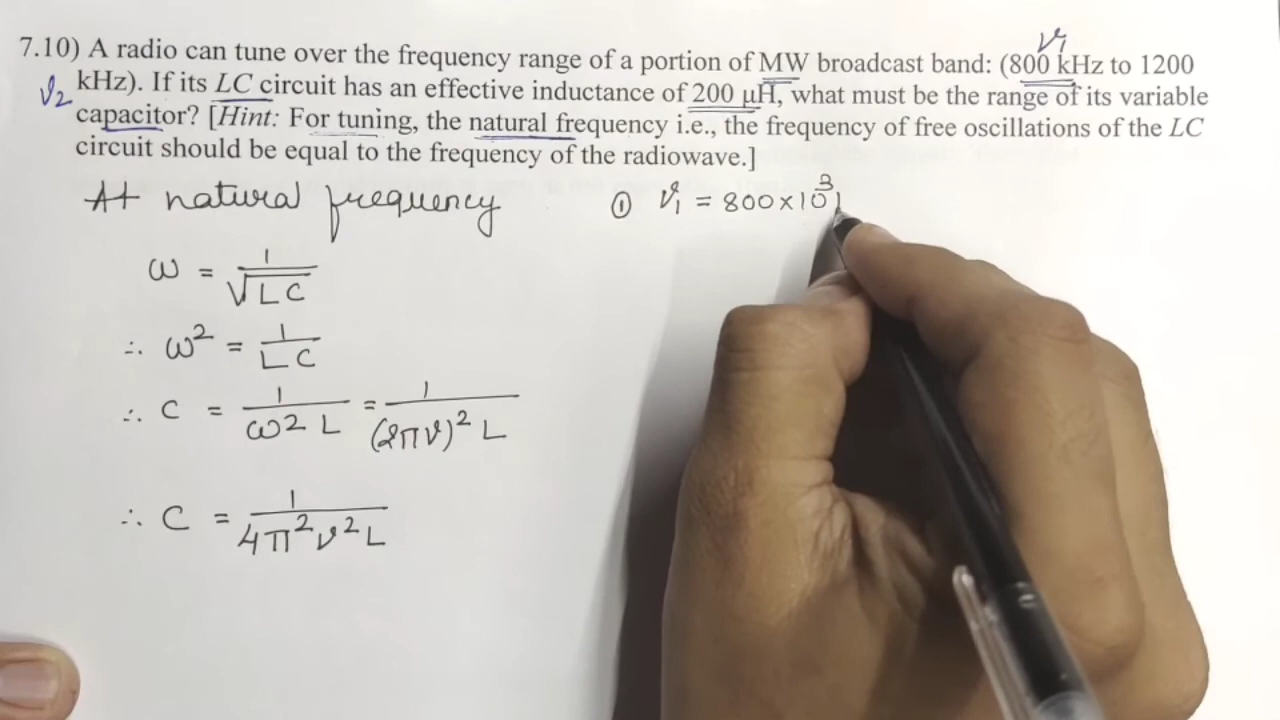 7.10) A radio can tune over the frequency range of a portion of MW broadcast band: (800 kHz to 1200
kHz). If its LC circuit has an effective inductance of 200 μH, what must be the range of its variable
capacitor? [Hint: For tuning, the natural frequency i.e., the frequency of free oscillations of the LC
circuit should be equal to the frequency of the radiowave.]
ν₁
ν₂
At natural frequency
ω = 1/√LC
∴ ω² = 1/LC
∴ C = 1/ω² L = 1/(2πν)² L
∴ C = 1/4π²ν²L
① ν₁ = 800×10³